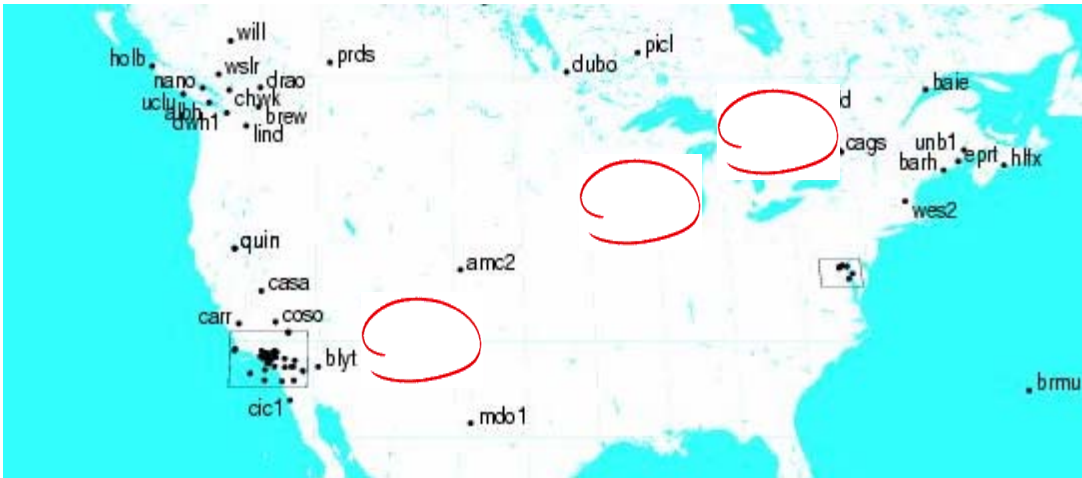 will
holb
wslr
prds
dubo
picl
nano
drao
uclu
chwk
albh
brew
dwh1
lind
baie
d
cags
unb1
eprt
hlfx
barh
wes2
quin
amc2
casa
carr
coso
blyt
cic1
mdo1
brmu